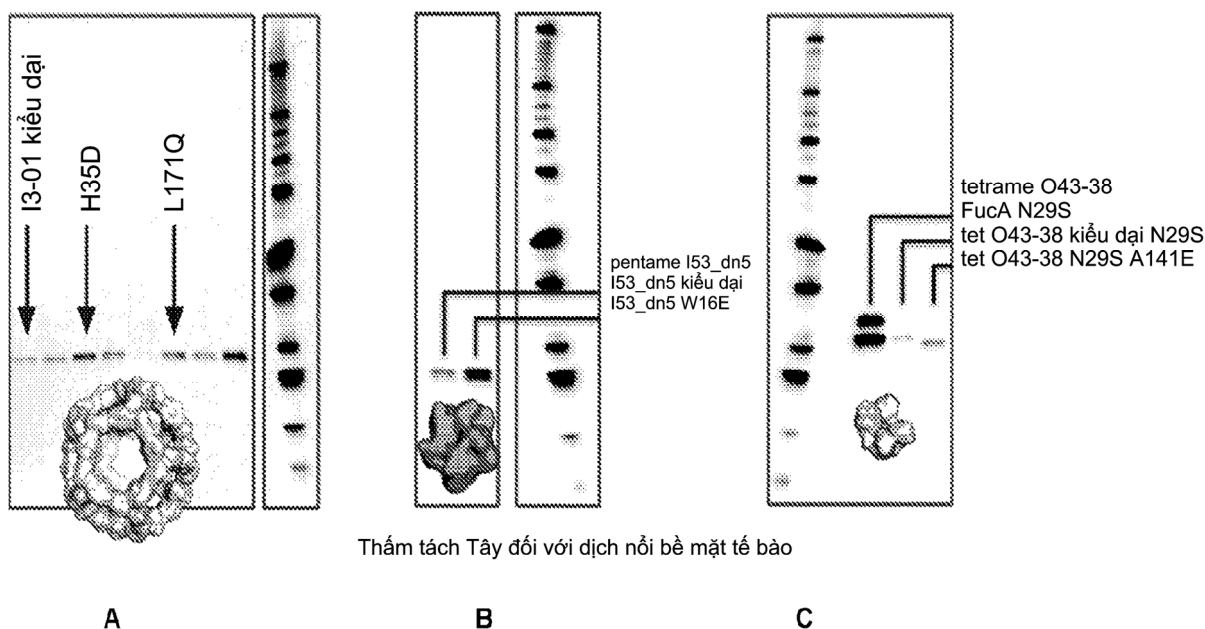 I3-01 kiểu dại
H35D
L171Q
pentame I53_dn5
I53_dn5 kiểu dại
I53_dn5 W16E
tetrame O43-38
FucA N29S
tet O43-38 kiểu dại N29S
tet O43-38 N29S A141E
Thấm tách Tây đối với dịch nổi bề mặt tế bào
A
B
C